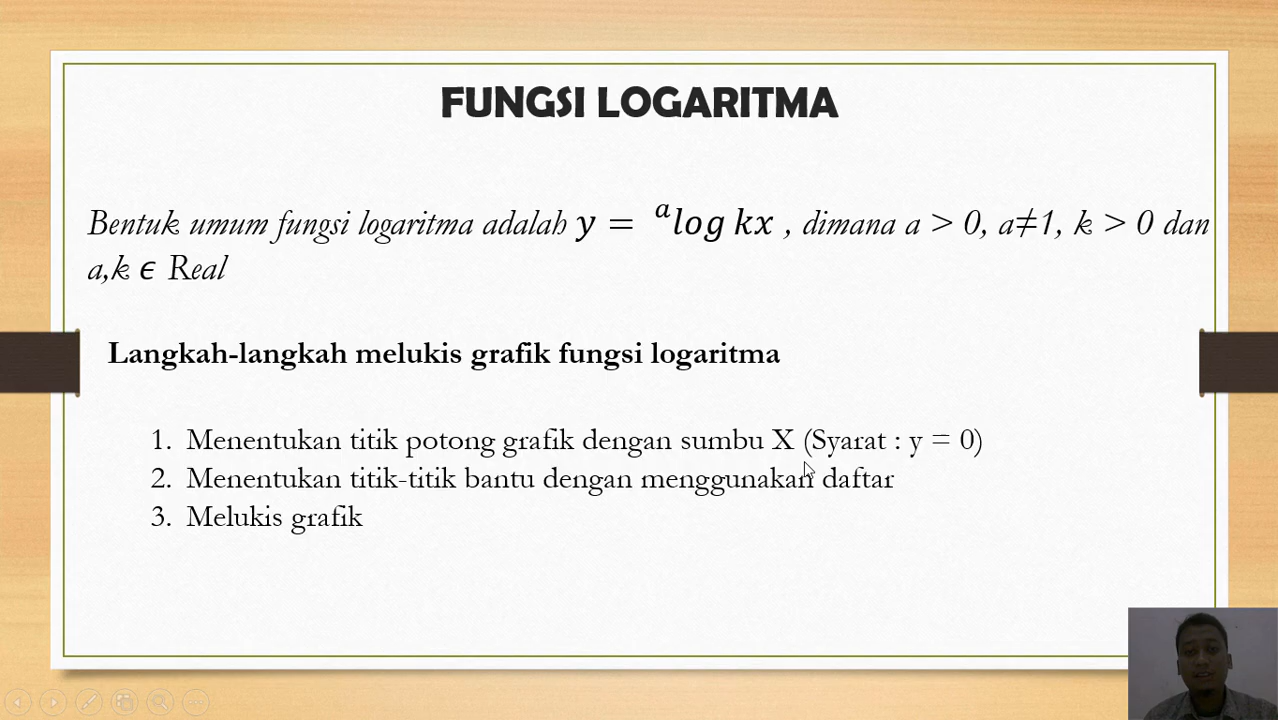 FUNGSI LOGARITMA
Bentuk umum fungsi logaritma adalah y = ᵃlog kx , dimana a > 0, a≠1, k > 0 dan
a,k ϵ Real
Langkah-langkah melukis grafik fungsi logaritma
1. Menentukan titik potong grafik dengan sumbu X (Syarat : y = 0)
2. Menentukan titik-titik bantu dengan menggunakan daftar
3. Melukis grafik